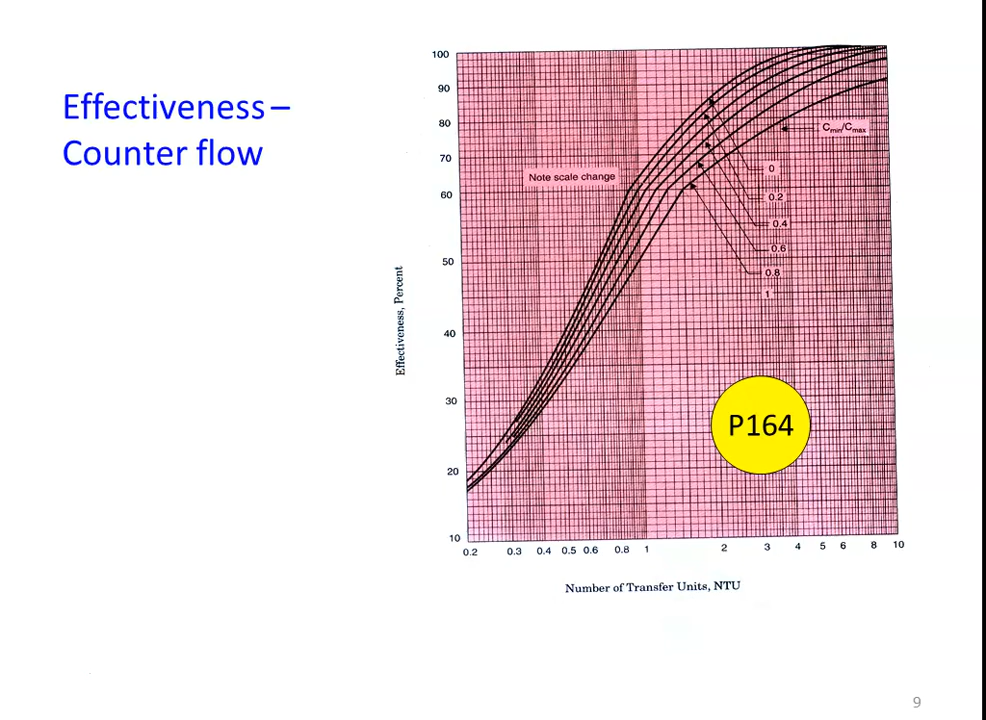 Effectiveness –
Counter flow
100
90
80
70
60
50
40
30
20
10
Effectiveness, Percent
Note scale change
Cmin/Cmax
0
0.2
0.4
0.6
0.8
1
P164
0.2 0.3 0.4 0.5 0.6 0.8 1 2 3 4 5 6 8 10
Number of Transfer Units, NTU
9